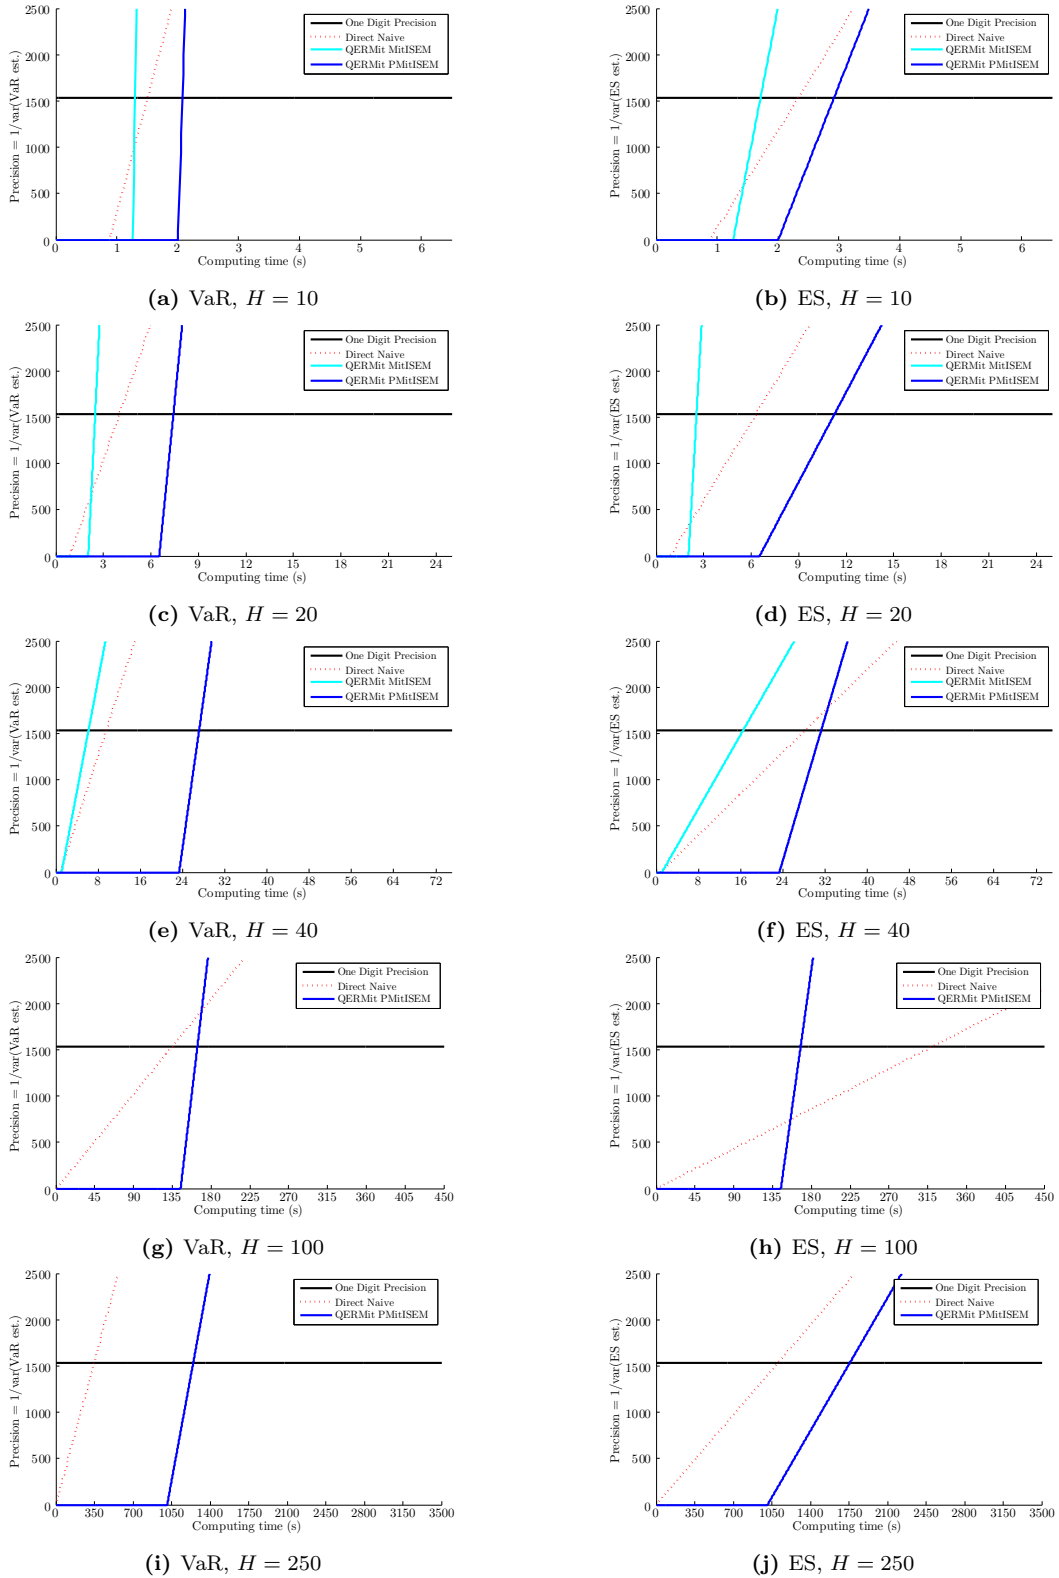 2500
2000
1500
1000
500
0
Precision = 1/var(VaR est.)
0 1 2 3 4 5 6
Computing time (s)
One Digit Precision
Direct Naive
QERMit MitISEM
QERMit PMitISEM
(a) VaR, H = 10
2500
2000
1500
1000
500
0
Precision = 1/var(ES est.)
0 1 2 3 4 5 6
Computing time (s)
One Digit Precision
Direct Naive
QERMit MitISEM
QERMit PMitISEM
(b) ES, H = 10
2500
2000
1500
1000
500
0
Precision = 1/var(VaR est.)
0 3 6 9 12 15 18 21 24
Computing time (s)
One Digit Precision
Direct Naive
QERMit MitISEM
QERMit PMitISEM
(c) VaR, H = 20
2500
2000
1500
1000
500
0
Precision = 1/var(ES est.)
0 3 6 9 12 15 18 21 24
Computing time (s)
One Digit Precision
Direct Naive
QERMit MitISEM
QERMit PMitISEM
(d) ES, H = 20
2500
2000
1500
1000
500
0
Precision = 1/var(VaR est.)
0 8 16 24 32 40 48 56 64 72
Computing time (s)
One Digit Precision
Direct Naive
QERMit MitISEM
QERMit PMitISEM
(e) VaR, H = 40
2500
2000
1500
1000
500
0
Precision = 1/var(ES est.)
0 8 16 24 32 40 48 56 64 72
Computing time (s)
One Digit Precision
Direct Naive
QERMit MitISEM
QERMit PMitISEM
(f) ES, H = 40
2500
2000
1500
1000
500
0
Precision = 1/var(VaR est.)
0 45 90 135 180 225 270 315 360 405 450
Computing time (s)
One Digit Precision
Direct Naive
QERMit PMitISEM
(g) VaR, H = 100
2500
2000
1500
1000
500
0
Precision = 1/var(ES est.)
0 45 90 135 180 225 270 315 360 405 450
Computing time (s)
One Digit Precision
Direct Naive
QERMit PMitISEM
(h) ES, H = 100
2500
2000
1500
1000
500
0
Precision = 1/var(VaR est.)
0 350 700 1050 1400 1750 2100 2450 2800 3150 3500
Computing time (s)
One Digit Precision
Direct Naive
QERMit PMitISEM
(i) VaR, H = 250
2500
2000
1500
1000
500
0
Precision = 1/var(ES est.)
0 350 700 1050 1400 1750 2100 2450 2800 3150 3500
Computing time (s)
One Digit Precision
Direct Naive
QERMit PMitISEM
(j) ES, H = 250